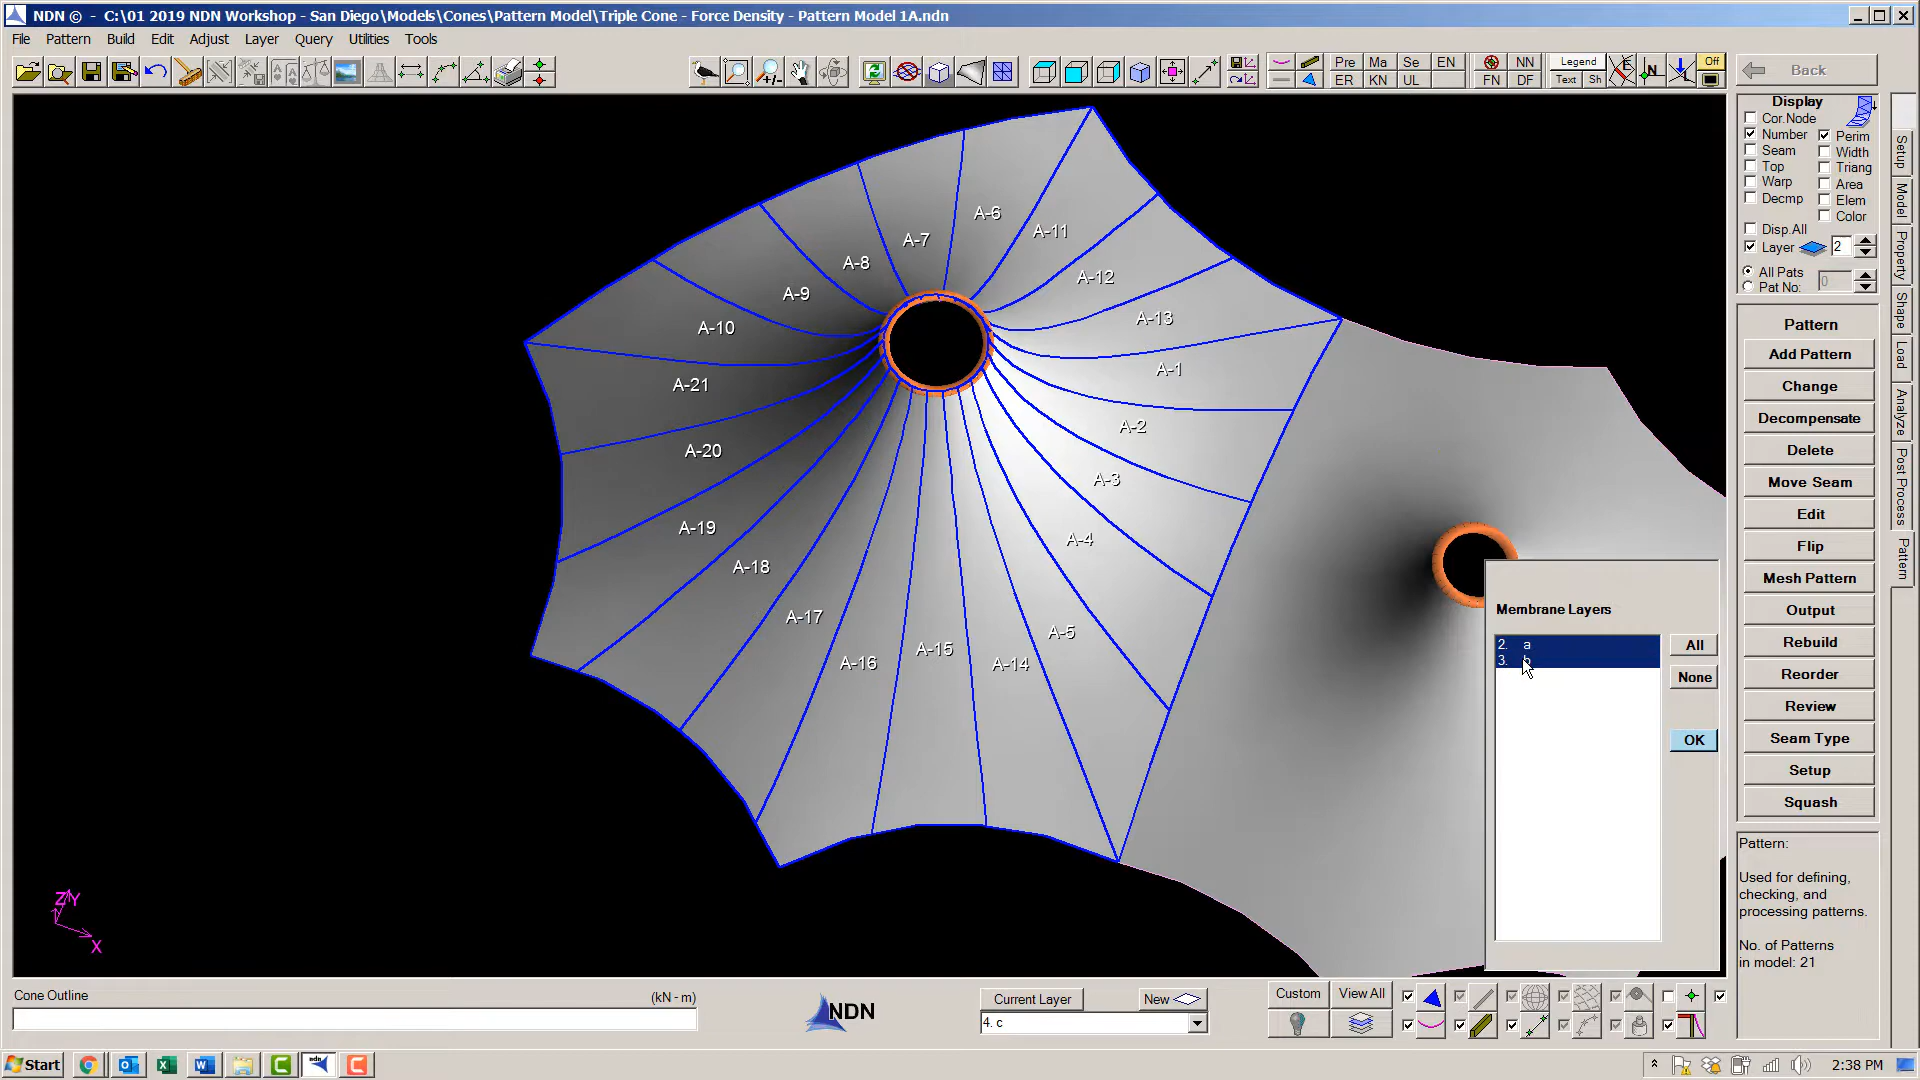 NDN © - C:\01 2019 NDN Workshop - San Diego\Models\Cones\Pattern Model\Triple Cone - Force Density - Pattern Model 1A.ndn
File Pattern Build Edit Adjust Layer Query Utilities Tools
Pre Ma Se EN
ER KN UL
NN
FN DF
Legend
Text Sh
Off
Back
Display
Cor.Node
Number Perim
Seam Width
Top Triang
Warp Area
Decmp Elem
Color
Disp.All
Layer 2
All Pats
Pat No: 0
Setup
Model
Property
Shape
Load
Analyze
Post Process
Pattern
Pattern
Add Pattern
Change
Decompensate
Delete
Move Seam
Edit
Flip
Mesh Pattern
Output
Rebuild
Reorder
Review
Seam Type
Setup
Squash
Pattern:
Used for defining,
checking, and
processing patterns.
No. of Patterns
in model: 21
A-6
A-7
A-11
A-8
A-12
A-9
A-13
A-10
A-1
A-21
A-2
A-20
A-3
A-19
A-4
A-18
A-17
A-5
A-16
A-15
A-14
Membrane Layers
2. a
3. b
All
None
OK
Z Y
X
Cone Outline (kN - m)
NDN
Current Layer New
4. c
Custom View All
Start
2:38 PM